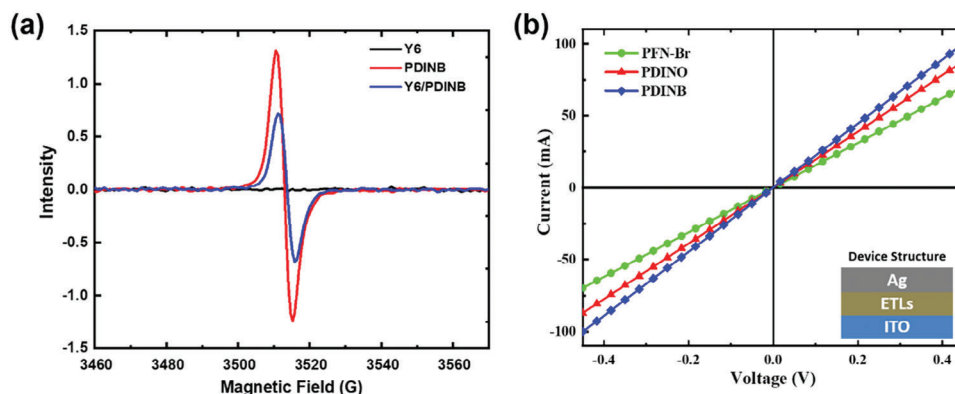 (a)
Y6
PDINB
Y6/PDINB
1.5
1.0
0.5
0.0
-0.5
-1.0
-1.5
Intensity
3460 3480 3500 3520 3540 3560
Magnetic Field (G)
(b)
PFN-Br
PDINO
PDINB
100
50
0
-50
-100
Current (mA)
Device Structure
Ag
ETLs
ITO
-0.4 -0.2 0.0 0.2 0.4
Voltage (V)